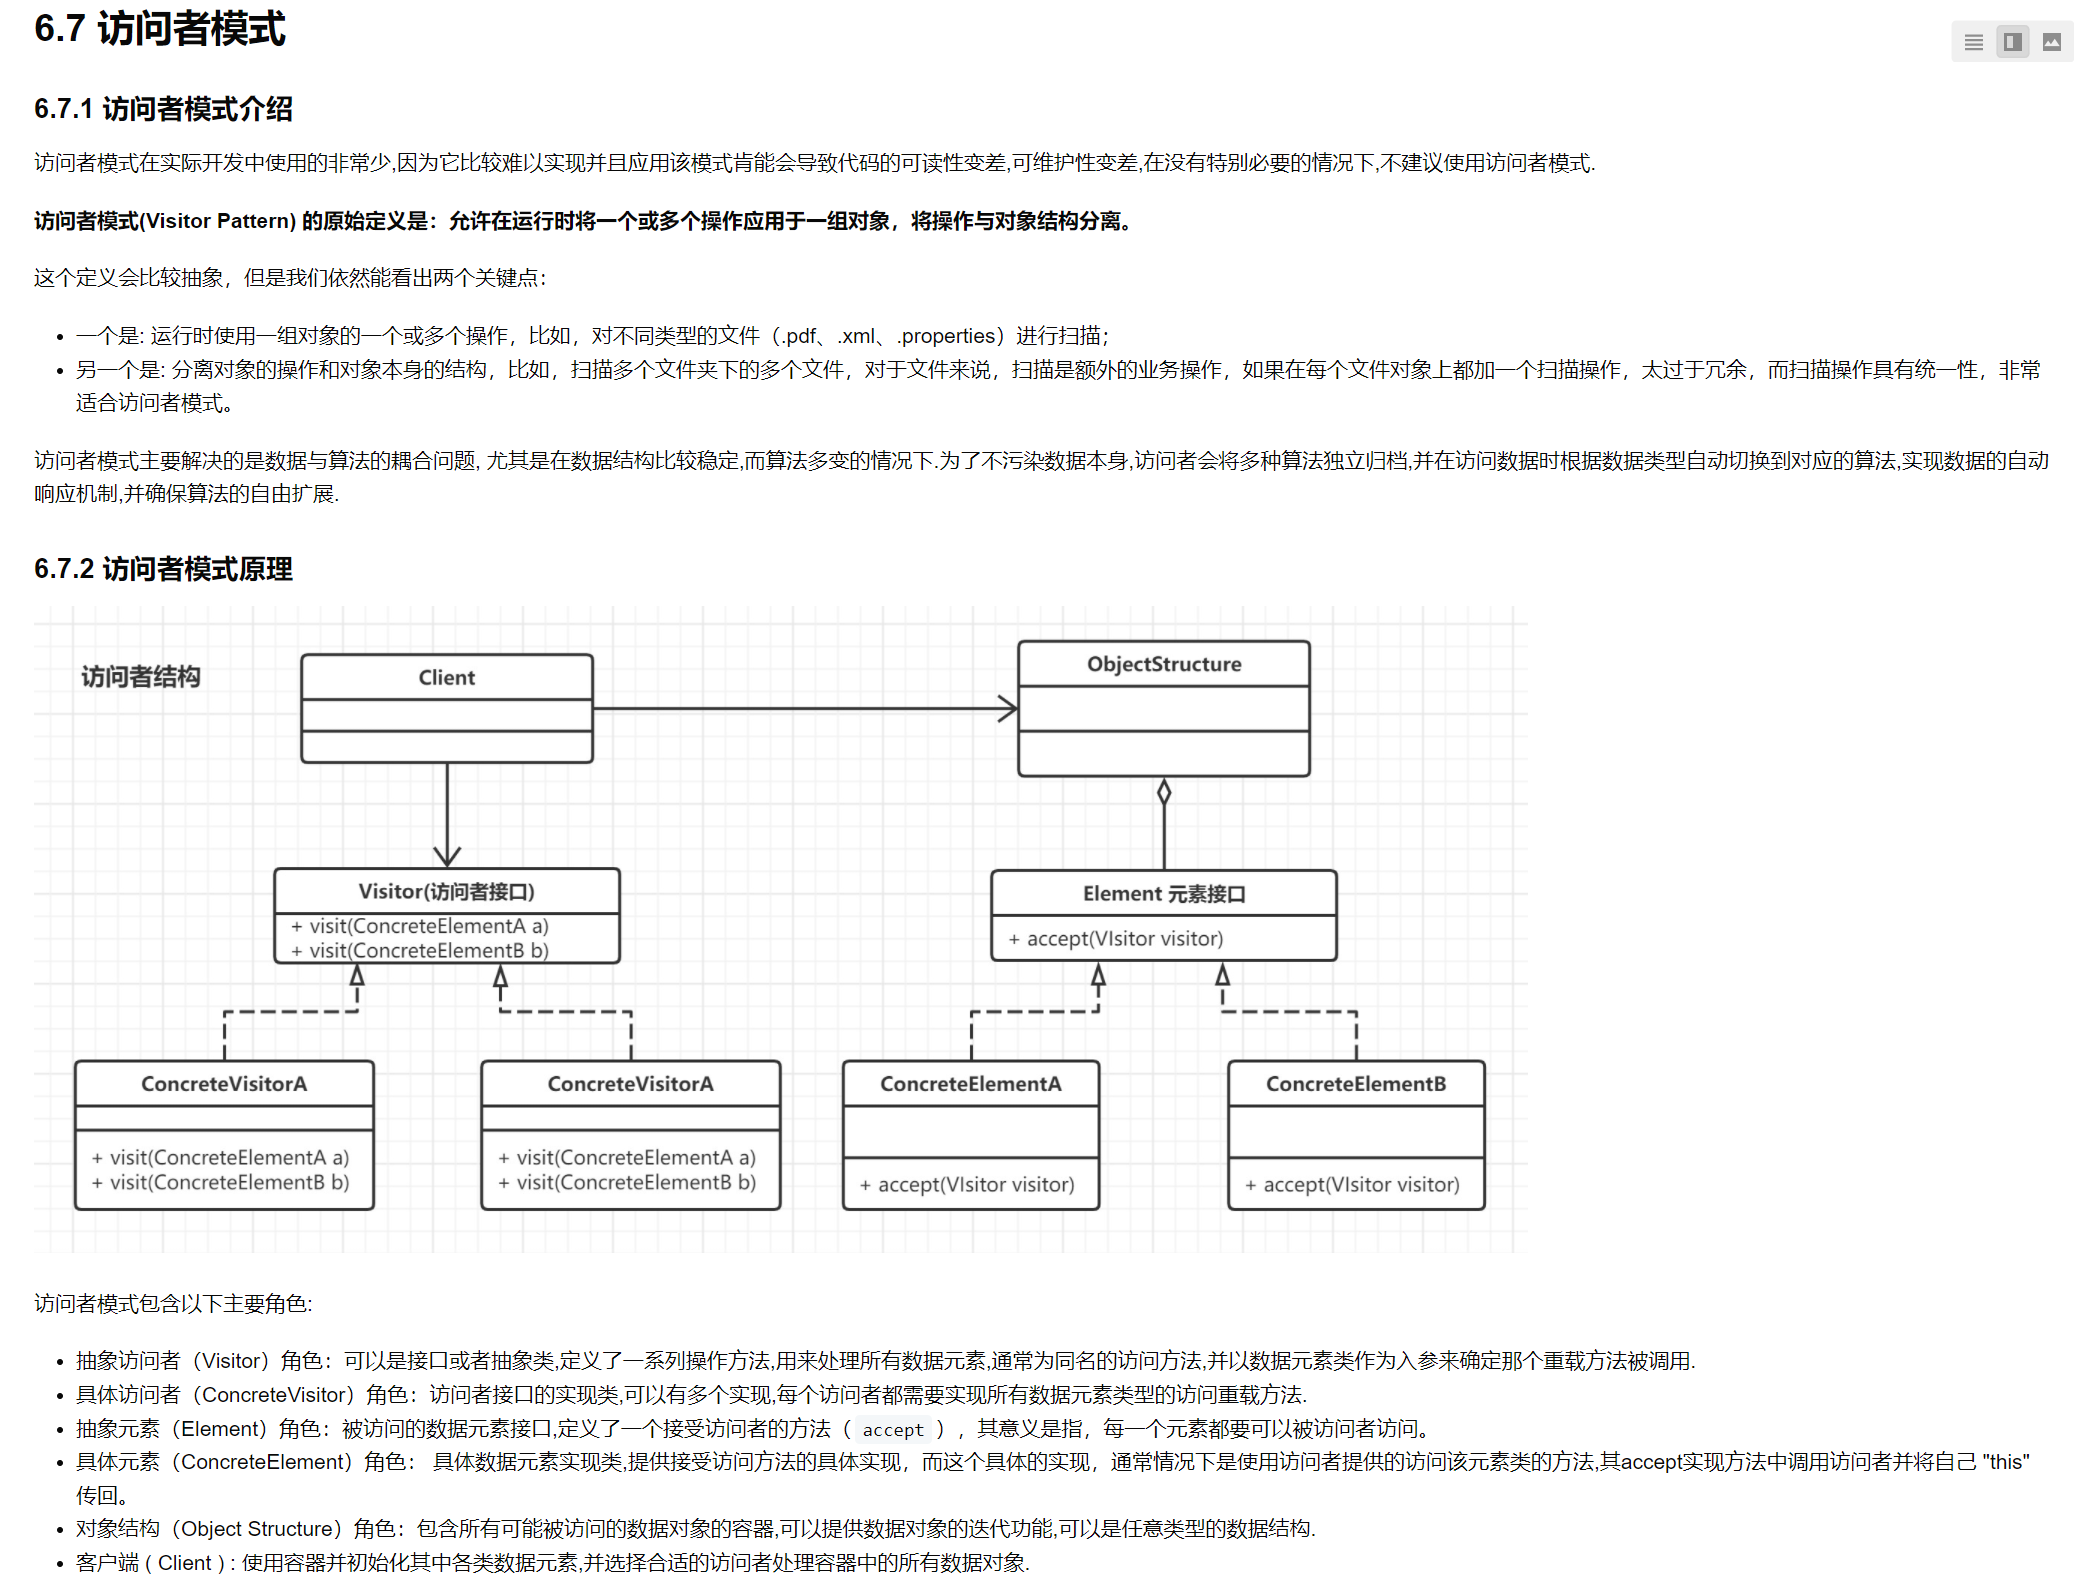 6.7 访问者模式
6.7.1 访问者模式介绍
访问者模式在实际开发中使用的非常少,因为它比较难以实现并且应用该模式肯能会导致代码的可读性变差,可维护性变差,在没有特别必要的情况下,不建议使用访问者模式.
访问者模式(Visitor Pattern) 的原始定义是：允许在运行时将一个或多个操作应用于一组对象，将操作与对象结构分离。
这个定义会比较抽象，但是我们依然能看出两个关键点：
• 一个是: 运行时使用一组对象的一个或多个操作，比如，对不同类型的文件（.pdf、.xml、.properties）进行扫描；
• 另一个是: 分离对象的操作和对象本身的结构，比如，扫描多个文件夹下的多个文件，对于文件来说，扫描是额外的业务操作，如果在每个文件对象上都加一个扫描操作，太过于冗余，而扫描操作具有统一性，非常
适合访问者模式。
访问者模式主要解决的是数据与算法的耦合问题, 尤其是在数据结构比较稳定,而算法多变的情况下.为了不污染数据本身,访问者会将多种算法独立归档,并在访问数据时根据数据类型自动切换到对应的算法,实现数据的自动
响应机制,并确保算法的自由扩展.
6.7.2 访问者模式原理
访问者结构
Client
ObjectStructure
Visitor(访问者接口)
+ visit(ConcreteElementA a)
+ visit(ConcreteElementB b)
Element 元素接口
+ accept(VIsitor visitor)
ConcreteVisitorA
+ visit(ConcreteElementA a)
+ visit(ConcreteElementB b)
ConcreteVisitorA
+ visit(ConcreteElementA a)
+ visit(ConcreteElementB b)
ConcreteElementA
+ accept(VIsitor visitor)
ConcreteElementB
+ accept(VIsitor visitor)
访问者模式包含以下主要角色:
• 抽象访问者（Visitor）角色：可以是接口或者抽象类,定义了一系列操作方法,用来处理所有数据元素,通常为同名的访问方法,并以数据元素类作为入参来确定那个重载方法被调用.
• 具体访问者（ConcreteVisitor）角色：访问者接口的实现类,可以有多个实现,每个访问者都需要实现所有数据元素类型的访问重载方法.
• 抽象元素（Element）角色：被访问的数据元素接口,定义了一个接受访问者的方法（ accept ），其意义是指，每一个元素都要可以被访问者访问。
• 具体元素（ConcreteElement）角色： 具体数据元素实现类,提供接受访问方法的具体实现，而这个具体的实现，通常情况下是使用访问者提供的访问该元素类的方法,其accept实现方法中调用访问者并将自己 "this"
传回。
• 对象结构（Object Structure）角色：包含所有可能被访问的数据对象的容器,可以提供数据对象的迭代功能,可以是任意类型的数据结构.
• 客户端 ( Client ) : 使用容器并初始化其中各类数据元素,并选择合适的访问者处理容器中的所有数据对象.